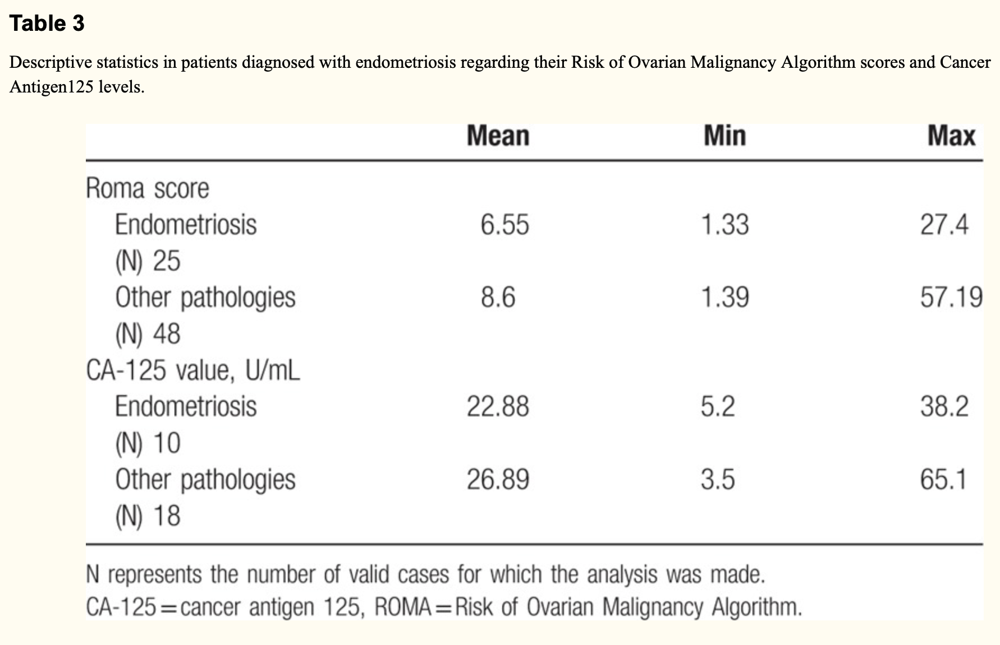 Table 3
Descriptive statistics in patients diagnosed with endometriosis regarding their Risk of Ovarian Malignancy Algorithm scores and Cancer
Antigen125 levels.
Mean Min Max
Roma score
Endometriosis 6.55 1.33 27.4
(N) 25
Other pathologies 8.6 1.39 57.19
(N) 48
CA-125 value, U/mL
Endometriosis 22.88 5.2 38.2
(N) 10
Other pathologies 26.89 3.5 65.1
(N) 18
N represents the number of valid cases for which the analysis was made.
CA-125=cancer antigen 125, ROMA=Risk of Ovarian Malignancy Algorithm.